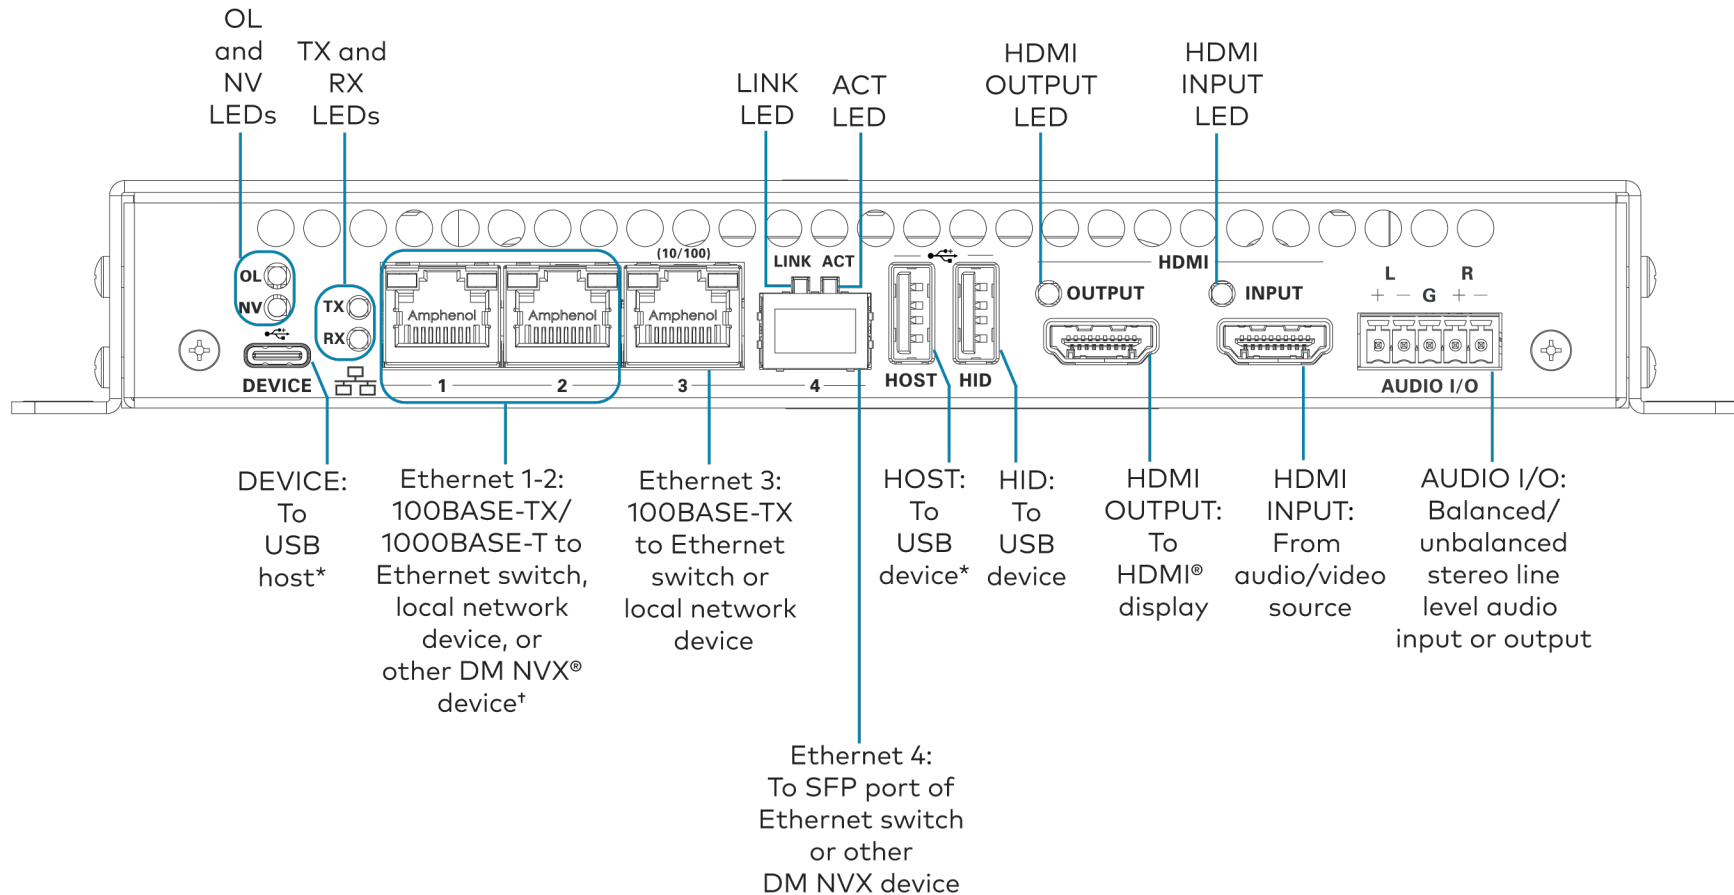 OL
and
NV
LEDs
TX and
RX
LEDs
LINK
LED
ACT
LED
HDMI
OUTPUT
LED
HDMI
INPUT
LED
(10/100)
LINK ACT
HDMI
OL
NV
TX
RX
Amphenol
Amphenol
Amphenol
OUTPUT
INPUT
L
R
+ – G + –
DEVICE
1
2
3
4
HOST
HID
AUDIO I/O
DEVICE:
To
USB
host*
Ethernet 1-2:
100BASE-TX/
1000BASE-T to
Ethernet switch,
local network
device, or
other DM NVX®
device†
Ethernet 3:
100BASE-TX
to Ethernet
switch or
local network
device
Ethernet 4:
To SFP port of
Ethernet switch
or other
DM NVX device
HOST:
To
USB
device*
HID:
To
USB
device
HDMI
OUTPUT:
To
HDMI®
display
HDMI
INPUT:
From
audio/video
source
AUDIO I/O:
Balanced/
unbalanced
stereo line
level audio
input or output